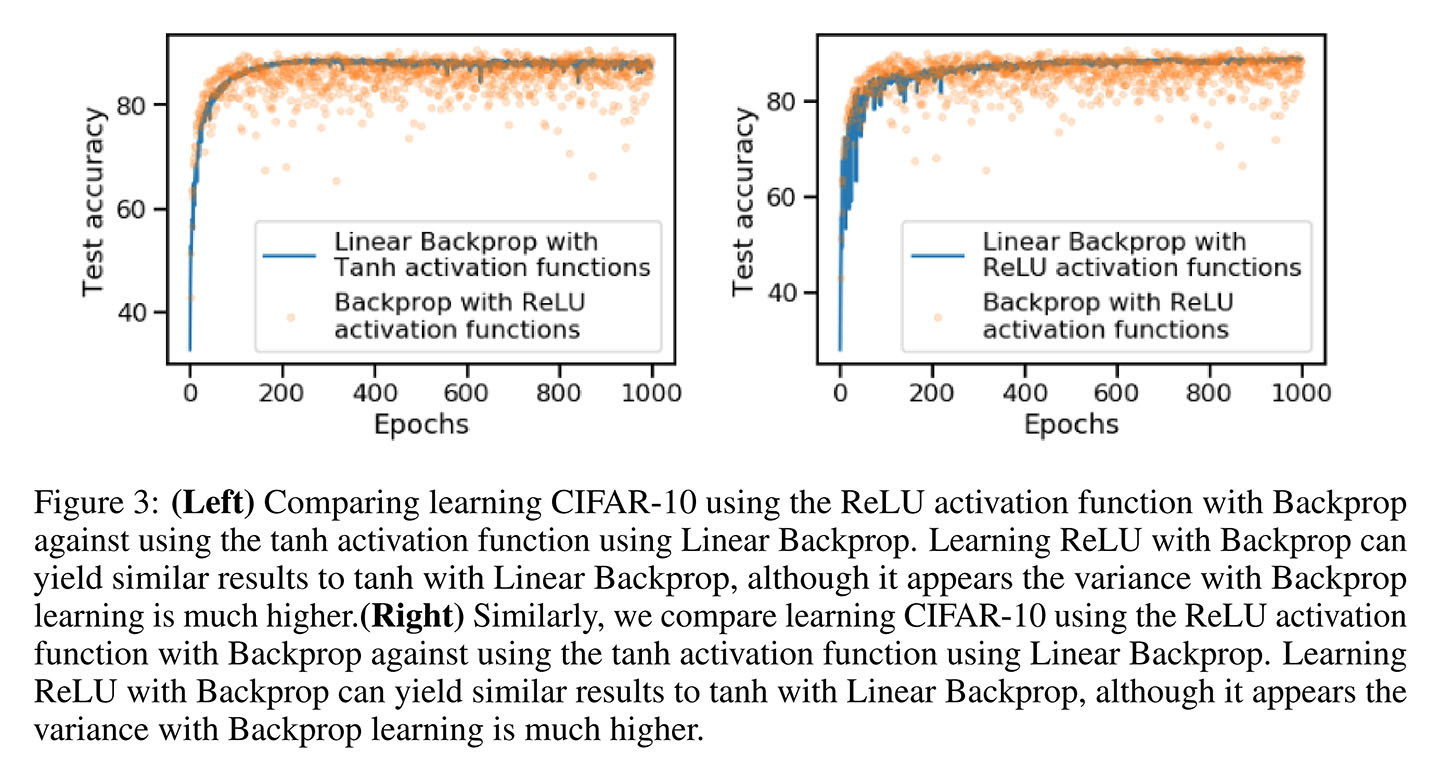 80
60
40
Test accuracy
Linear Backprop with
Tanh activation functions
Backprop with ReLU
activation functions
0 200 400 600 800 1000
Epochs
80
60
40
Test accuracy
Linear Backprop with
ReLU activation functions
Backprop with ReLU
activation functions
0 200 400 600 800 1000
Epochs
Figure 3: (Left) Comparing learning CIFAR-10 using the ReLU activation function with Backprop
against using the tanh activation function using Linear Backprop. Learning ReLU with Backprop can
yield similar results to tanh with Linear Backprop, although it appears the variance with Backprop
learning is much higher.(Right) Similarly, we compare learning CIFAR-10 using the ReLU activation
function with Backprop against using the tanh activation function using Linear Backprop. Learning
ReLU with Backprop can yield similar results to tanh with Linear Backprop, although it appears the
variance with Backprop learning is much higher.